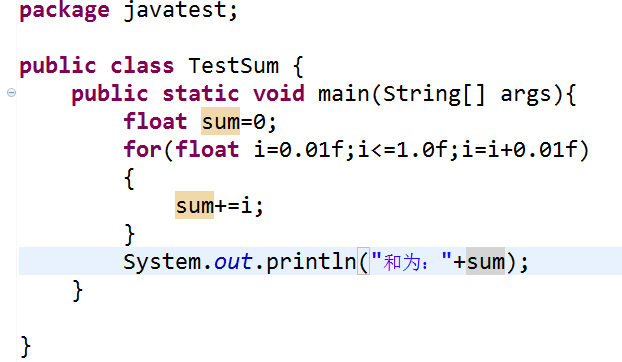 package javatest;
public class TestSum {
public static void main(String[] args){
float sum=0;
for(float i=0.01f;i<=1.0f;i=i+0.01f)
{
sum+=i;
}
System.out.println("和为："+sum);
}
}